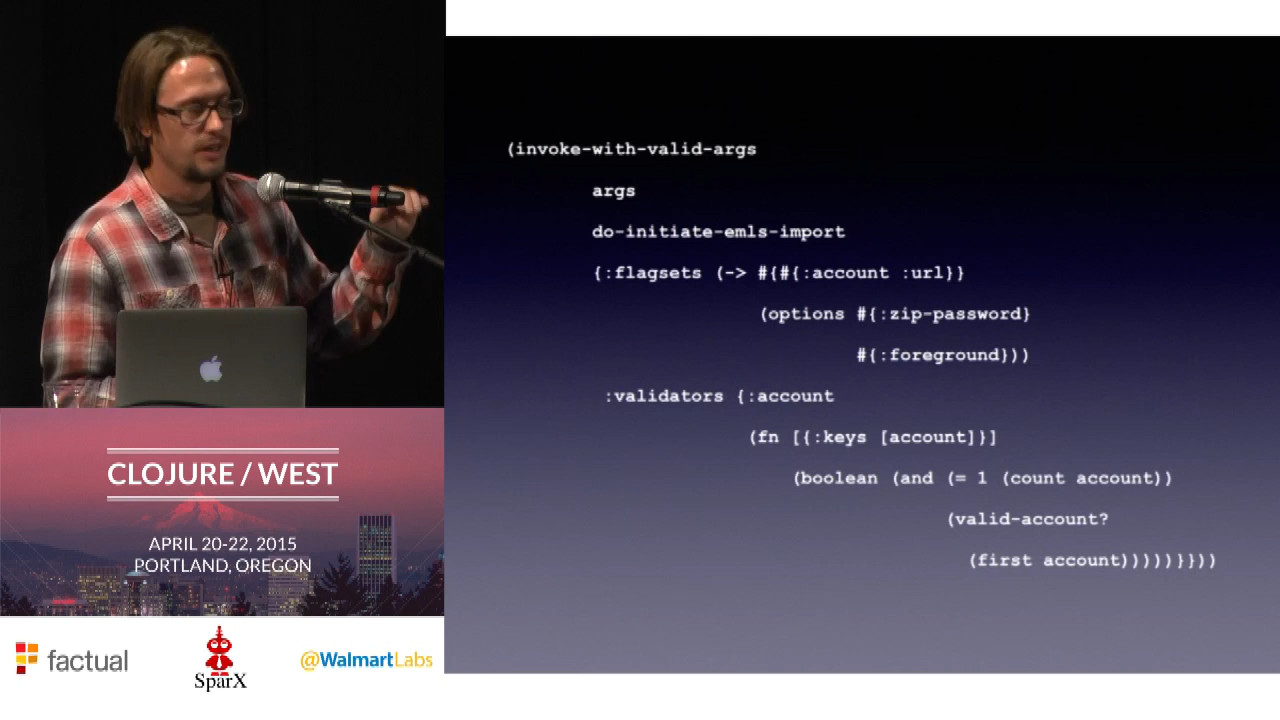 (invoke-with-valid-args
args
do-initiate-emls-import
{:flagsets (-> #{#{:account :url}}
(options #{:zip-password}
#{:foreground}))
:validators {:account
(fn [{:keys [account]}]
(boolean (and (= 1 (count account))
(valid-account?
(first account)))))}}))
CLOJURE / WEST
APRIL 20-22, 2015
PORTLAND, OREGON
factual
SparX
@WalmartLabs